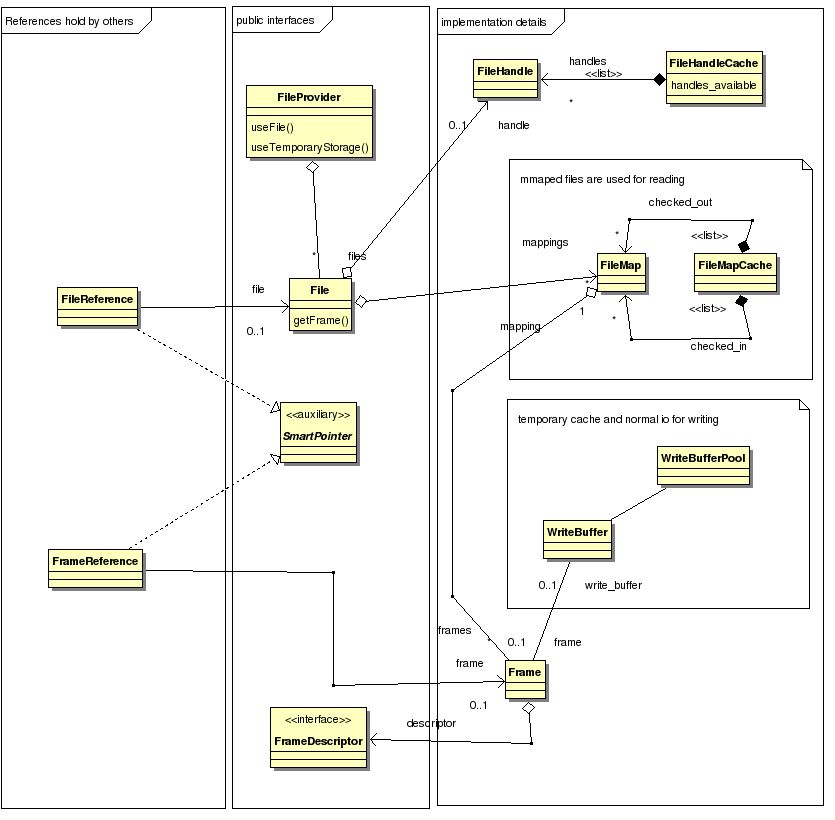 References hold by others
public interfaces
implementation details
FileProvider
useFile()
useTemporaryStorage()
FileHandle
handles
<<list>>
*
FileHandleCache
handles_available
0..1
handle
mmaped files are used for reading
checked_out
*
<<list>>
mappings
FileMap
FileMapCache
*
1
*
<<list>>
mapping
checked_in
*
files
File
getFrame()
FileReference
file
0..1
<<auxiliary>>
SmartPointer
temporary cache and normal io for writing
WriteBufferPool
WriteBuffer
0..1
write_buffer
FrameReference
frames
*
0..1
frame
frame
Frame
0..1
<<interface>>
FrameDescriptor
descriptor